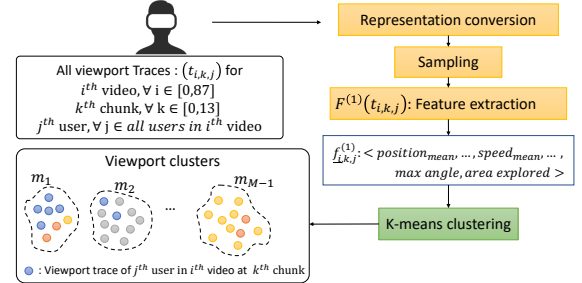 Representation conversion
Sampling
F^(1)(t_{i,k,j}): Feature extraction
f_{i,k,j}^(1): < position_mean, … , speed_mean, … ,
max angle, area explored >
K-means clustering
All viewport Traces : (t_{i,k,j}) for
i^th video, ∀ i ∈ [0,87]
k^th chunk, ∀ k ∈ [0,13]
j^th user, ∀ j ∈ all users in i^th video
Viewport clusters
m_1
m_2
...
m_{M−1}
: Viewport trace of j^th user in i^th video at k^th chunk